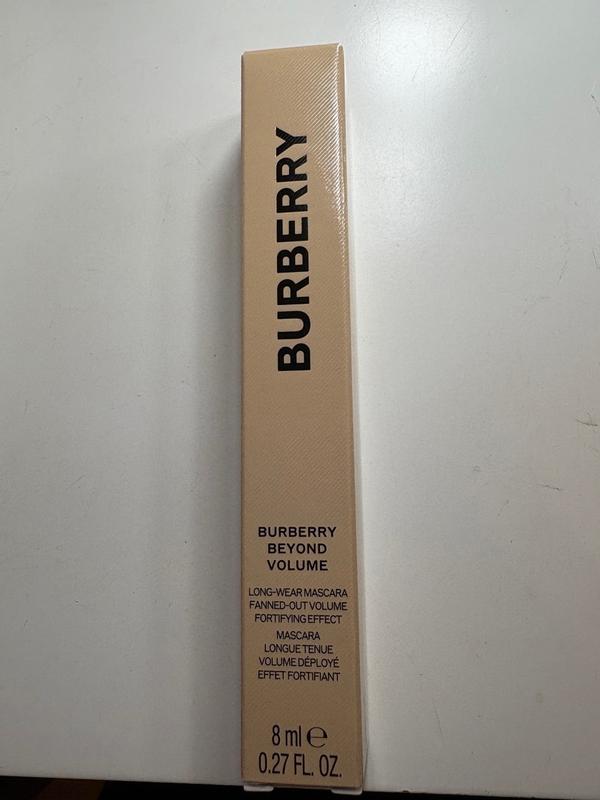 BURBERRY
BURBERRY
BEYOND
VOLUME
LONG-WEAR MASCARA
FANNED-OUT VOLUME
FORTIFYING EFFECT
MASCARA
LONGUE TENUE
VOLUME DÉPLOYÉ
EFFET FORTIFIANT
8 ml ℮
0.27 FL. OZ.